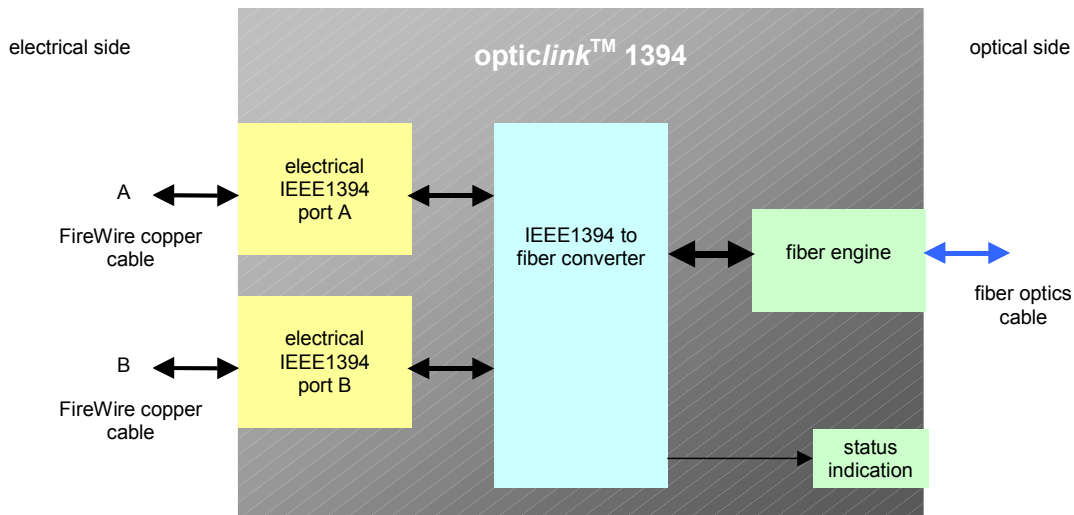 electrical side
opticlink™ 1394
optical side
electrical
IEEE1394
port A
A
FireWire copper
cable
IEEE1394 to
fiber converter
fiber engine
fiber optics
cable
electrical
IEEE1394
port B
B
FireWire copper
cable
status
indication